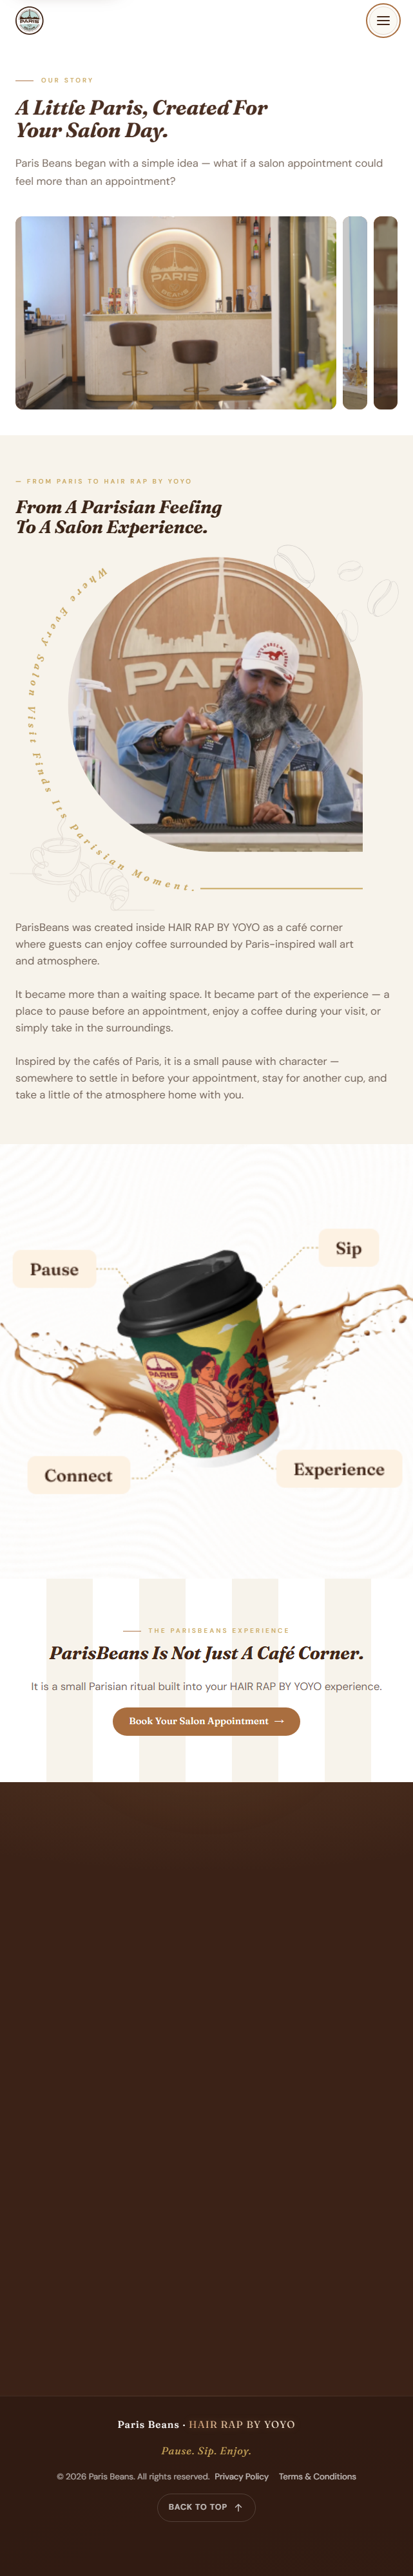 PARIS
OUR STORY
A Little Paris, Created For
Your Salon Day.
Paris Beans began with a simple idea — what if a salon appointment could
feel more than an appointment?
PARIS
BEANS
— FROM PARIS TO HAIR RAP BY YOYO
From A Parisian Feeling
To A Salon Experience.
Where Every Salon Visit Finds Its Parisian Moment.
PARIS
ParisBeans was created inside HAIR RAP BY YOYO as a café corner
where guests can enjoy coffee surrounded by Paris-inspired wall art
and atmosphere.
It became more than a waiting space. It became part of the experience — a
place to pause before an appointment, enjoy a coffee during your visit, or
simply take in the surroundings.
Inspired by the cafés of Paris, it is a small pause with character —
somewhere to settle in before your appointment, stay for another cup, and
take a little of the atmosphere home with you.
Sip
Pause
PARIS
Connect
Experience
THE PARISBEANS EXPERIENCE
ParisBeans Is Not Just A Café Corner.
It is a small Parisian ritual built into your HAIR RAP BY YOYO experience.
Book Your Salon Appointment →
Paris Beans · HAIR RAP BY YOYO
Pause. Sip. Enjoy.
© 2026 Paris Beans. All rights reserved. Privacy Policy Terms & Conditions
BACK TO TOP ↑